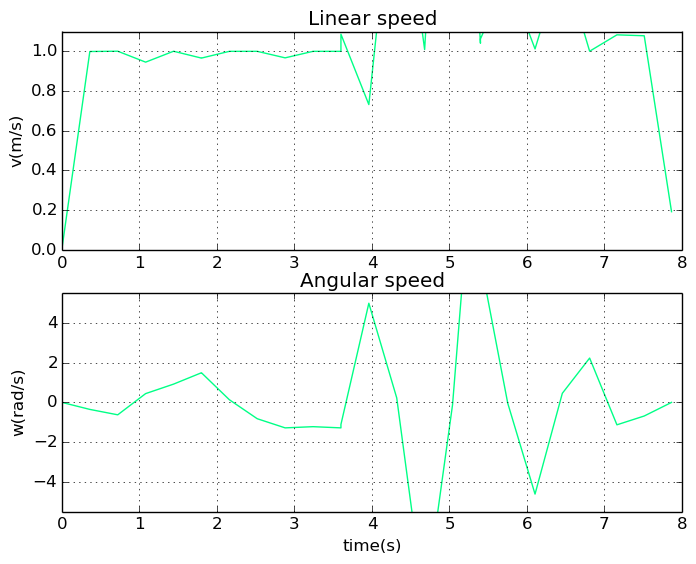 Linear speed
v(m/s)
1.0
0.8
0.6
0.4
0.2
0.0
0 1 2 3 4 5 6 7 8
Angular speed
w(rad/s)
4
2
0
−2
−4
0 1 2 3 4 5 6 7 8
time(s)